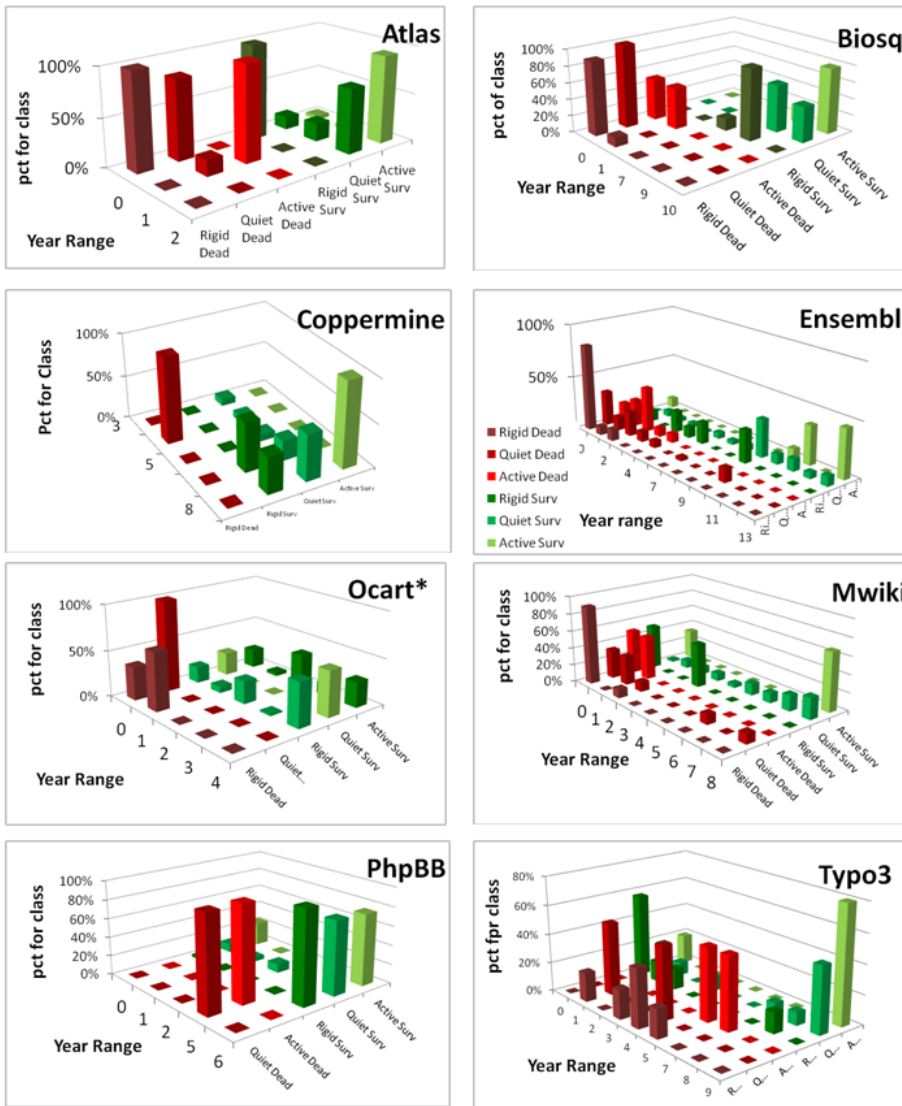 Atlas
pct for class
100%
50%
0%
0
1
2
Year Range
Rigid Dead
Quiet Dead
Active Dead
Rigid Surv
Quiet Surv
Active Surv
Biosq
pct of class
100%
80%
60%
40%
20%
0%
0
1
7
9
10
Year Range
Rigid Dead
Quiet Dead
Active Dead
Rigid Surv
Quiet Surv
Active Surv
Coppermine
Pct for Class
100%
50%
0%
3
5
8
Year Range
Rigid Dead
Rigid Surv
Quiet Surv
Active Surv
Ensembl
100%
50%
Rigid Dead
Quiet Dead
Active Dead
Rigid Surv
Quiet Surv
Active Surv
0
2
4
7
9
11
13
Year range
Ri...
Q...
A...
Ri...
Q...
A...
Ocart*
pct for class
100%
50%
0%
0
1
2
3
4
Year Range
Rigid Dead
Quiet...
Rigid Surv
Quiet Surv
Active Surv
Mwiki
pct for class
100%
80%
60%
40%
20%
0%
0
1
2
3
4
5
6
7
8
Year Range
Rigid Dead
Quiet Dead
Active Dead
Rigid Surv
Quiet Surv
Active Surv
PhpBB
pct for class
100%
80%
60%
40%
20%
0%
0
1
2
5
6
Year Range
Quiet Dead
Active Dead
Rigid Surv
Quiet Surv
Active Surv
Typo3
pct fpr class
80%
60%
40%
20%
0%
0
1
2
3
4
5
7
8
9
Year Range
R...
Q...
A...
R...
Q...
A...